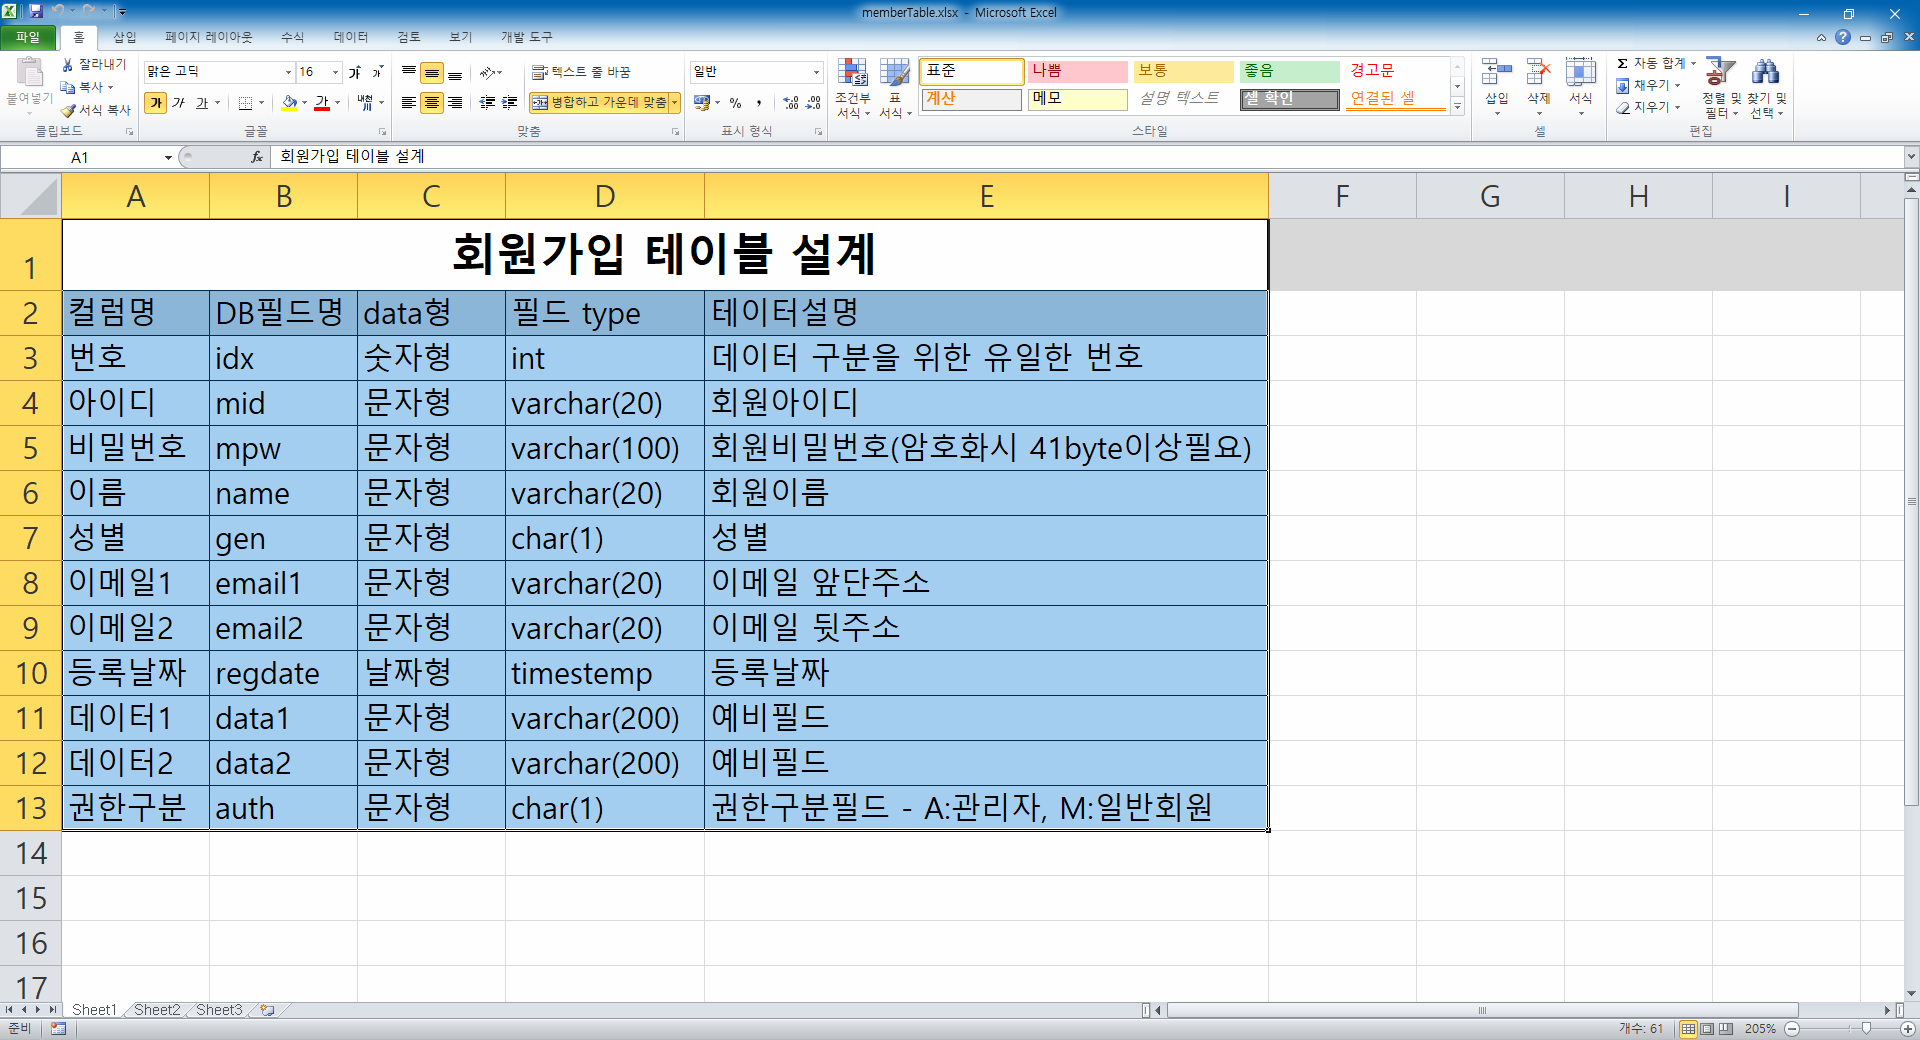 memberTable.xlsx - Microsoft Excel
파일 홈 삽입 페이지 레이아웃 수식 데이터 검토 보기 개발 도구
붙여넣기 잘라내기 복사 서식 복사 클립보드
맑은 고딕 16 가 가 가 가 가 내천 글꼴
텍스트 줄 바꿈 병합하고 가운데 맞춤 맞춤
일반 % , 표시 형식
조건부 서식 표 서식
표준 나쁨 보통 좋음 경고문
계산 메모 설명 텍스트 셀 확인 연결된 셀
스타일
삽입 삭제 서식 셀
자동 합계 채우기 지우기 정렬 및 필터 찾기 및 선택 편집
A1 fx 회원가입 테이블 설계
A B C D E F G H I
1 회원가입 테이블 설계
2 컬럼명 DB필드명 data형 필드 type 테이터설명
3 번호 idx 숫자형 int 데이터 구분을 위한 유일한 번호
4 아이디 mid 문자형 varchar(20) 회원아이디
5 비밀번호 mpw 문자형 varchar(100) 회원비밀번호(암호화시 41byte이상필요)
6 이름 name 문자형 varchar(20) 회원이름
7 성별 gen 문자형 char(1) 성별
8 이메일1 email1 문자형 varchar(20) 이메일 앞단주소
9 이메일2 email2 문자형 varchar(20) 이메일 뒷주소
10 등록날짜 regdate 날짜형 timestemp 등록날짜
11 데이터1 data1 문자형 varchar(200) 예비필드
12 데이터2 data2 문자형 varchar(200) 예비필드
13 권한구분 auth 문자형 char(1) 권한구분필드 - A:관리자, M:일반회원
14
15
16
17
Sheet1 Sheet2 Sheet3
준비 개수: 61 205%